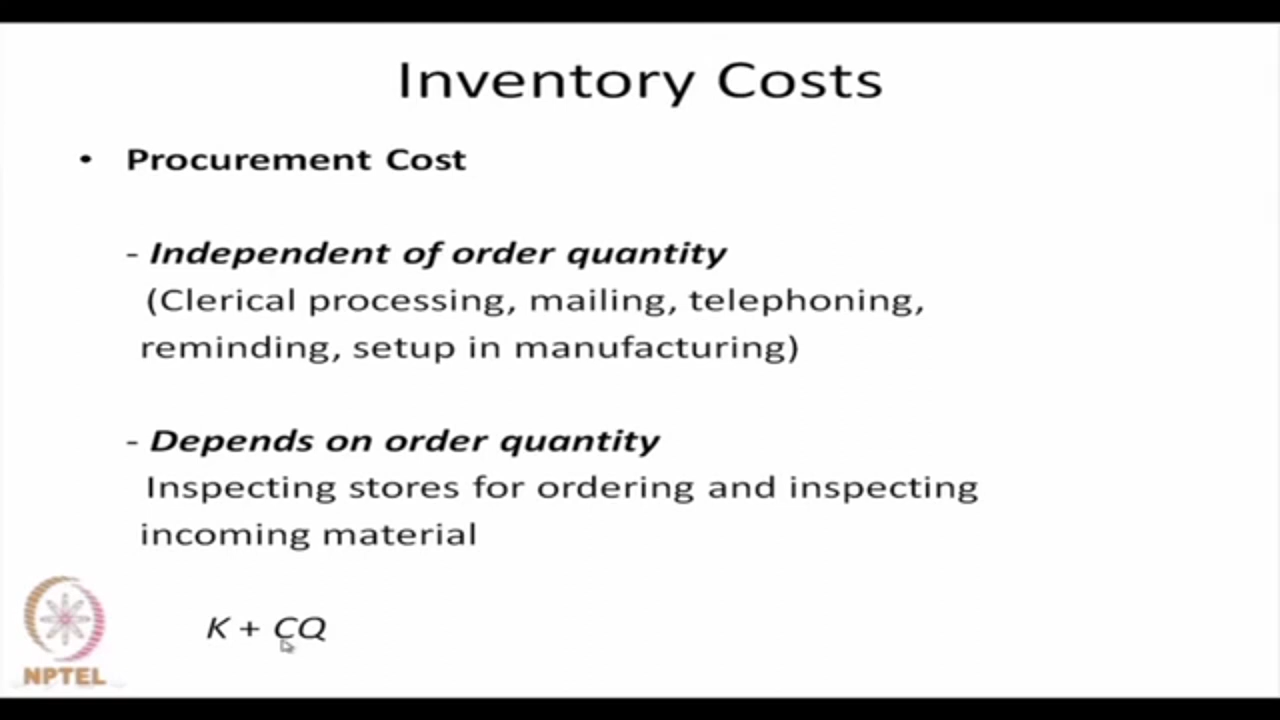 Inventory Costs
• Procurement Cost
- Independent of order quantity
(Clerical processing, mailing, telephoning,
reminding, setup in manufacturing)
- Depends on order quantity
Inspecting stores for ordering and inspecting
incoming material
K + CQ
NPTEL